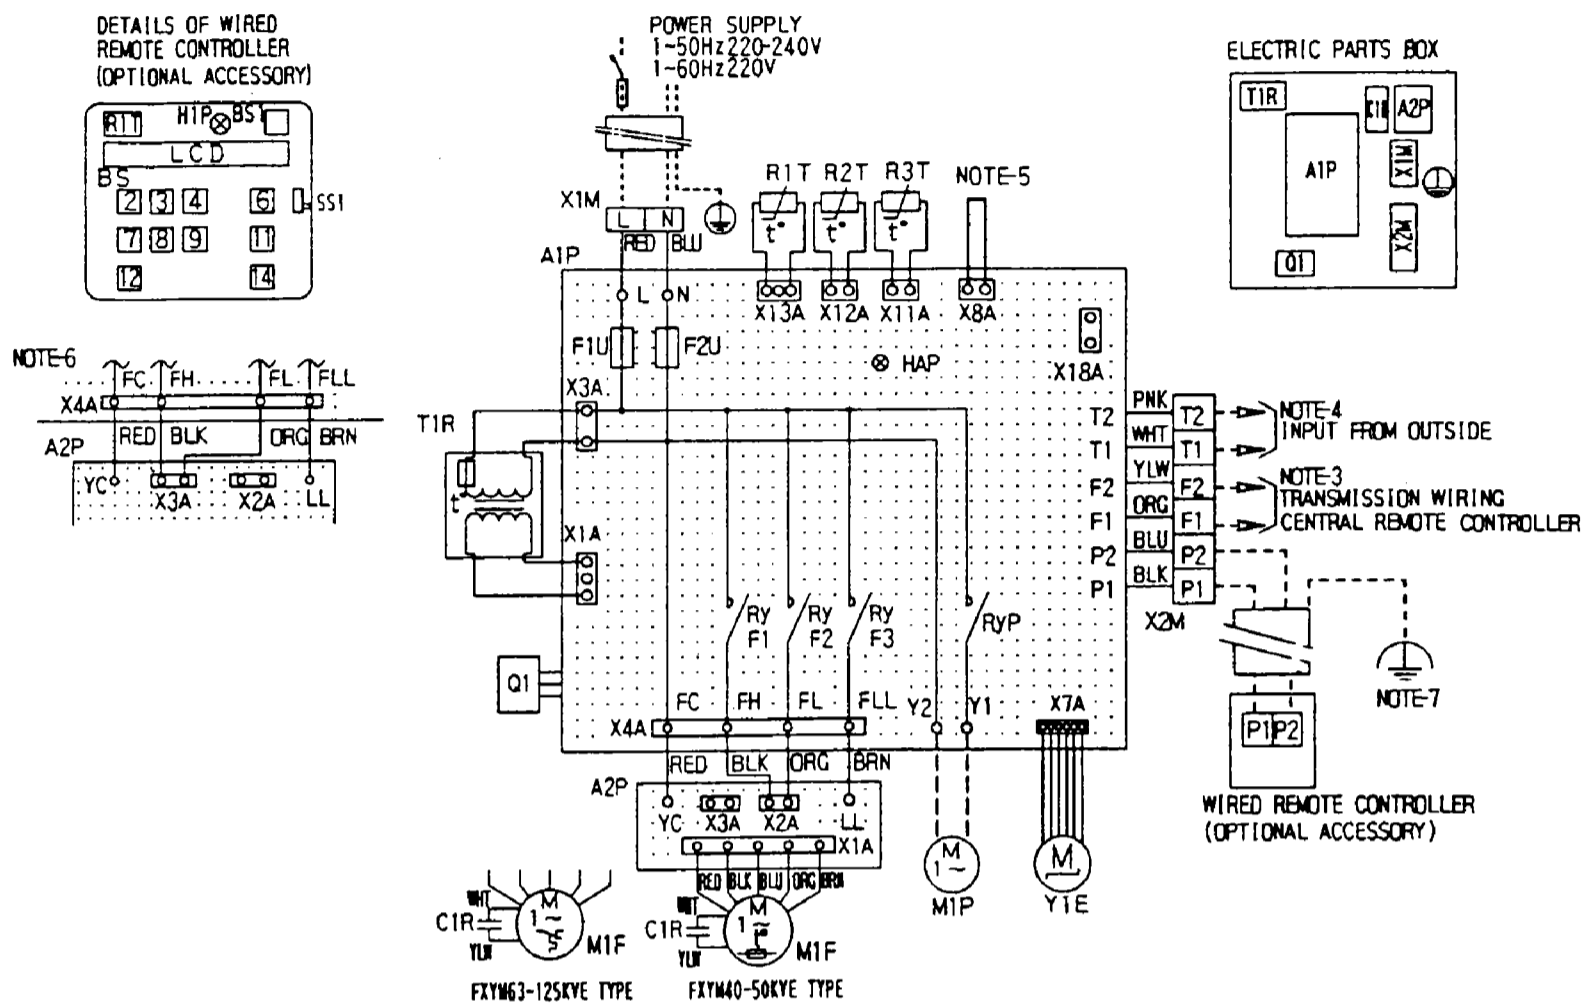 DETAILS OF WIRED
REMOTE CONTROLLER
(OPTIONAL ACCESSORY)
R1T H1P BS1
LCD
BS
2 3 4 6 SS1
7 8 9 11
12 14
POWER SUPPLY
1~50Hz220-240V
1~60Hz220V
X1M L N
RED BLU
R1T R2T R3T NOTE-5
t° t° t°
A1P
L N
X13A X12A X11A X8A
F1U F2U
HAP
X18A
X3A
T1R
t°
X1A
ELECTRIC PARTS BOX
T1R
C1R A2P
A1P
X1M
X2M
Q1
NOTE-6
FC FH FL FLL
X4A
RED BLK ORG BRN
A2P
YC X3A X2A LL
T2 PNK T2
T1 WHT T1
F2 YLW F2
F1 ORG F1
P2 BLU P2
P1 BLK P1
X2M
NOTE-4
INPUT FROM OUTSIDE
NOTE-3
TRANSMISSION WIRING
CENTRAL REMOTE CONTROLLER
NOTE-7
P1 P2
WIRED REMOTE CONTROLLER
(OPTIONAL ACCESSORY)
Ry F1
Ry F2
Ry F3
RyP
Q1
FC FH FL FLL Y2 Y1 X7A
X4A
RED BLK ORG BRN
A2P
YC X3A X2A LL
X1A
RED BLK BLU ORG BRN
M 1~
M1P
M
Y1E
WHT
C1R
YLW
M
1~
M1F
FXYM63-125KVE TYPE
WHT
C1R
YLW
M
1~
M1F
FXYM40-50KVE TYPE